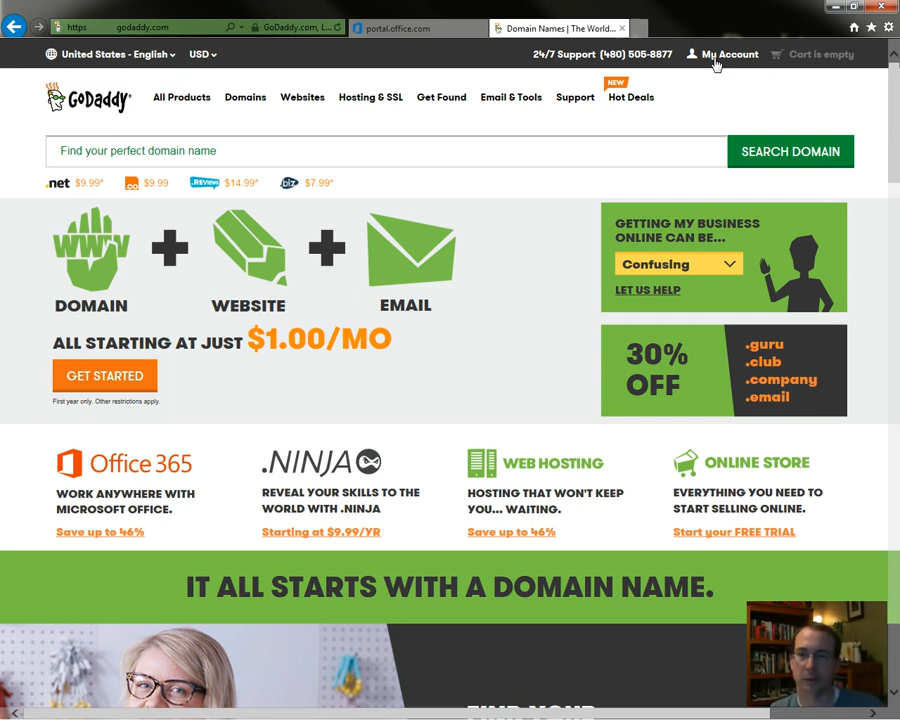 https godaddy.com GoDaddy.com, L... portal.office.com Domain Names | The World...
United States - English USD 24/7 Support (480) 505-8877 My Account Cart is empty
NEW
GoDaddy All Products Domains Websites Hosting & SSL Get Found Email & Tools Support Hot Deals
Find your perfect domain name SEARCH DOMAIN
.net $9.99* .co $9.99 .REVIEWS $14.99* .biz $7.99*
WWW
DOMAIN + WEBSITE + EMAIL
ALL STARTING AT JUST $1.00/MO
GET STARTED
First year only. Other restrictions apply.
GETTING MY BUSINESS
ONLINE CAN BE...
Confusing
LET US HELP
30%
OFF
.guru
.club
.company
.email
Office 365
WORK ANYWHERE WITH
MICROSOFT OFFICE.
Save up to 46%
.NINJA
REVEAL YOUR SKILLS TO THE
WORLD WITH .NINJA
Starting at $9.99/YR
WEB HOSTING
HOSTING THAT WON'T KEEP
YOU... WAITING.
Save up to 46%
ONLINE STORE
EVERYTHING YOU NEED TO
START SELLING ONLINE.
Start your FREE TRIAL
IT ALL STARTS WITH A DOMAIN NAME.